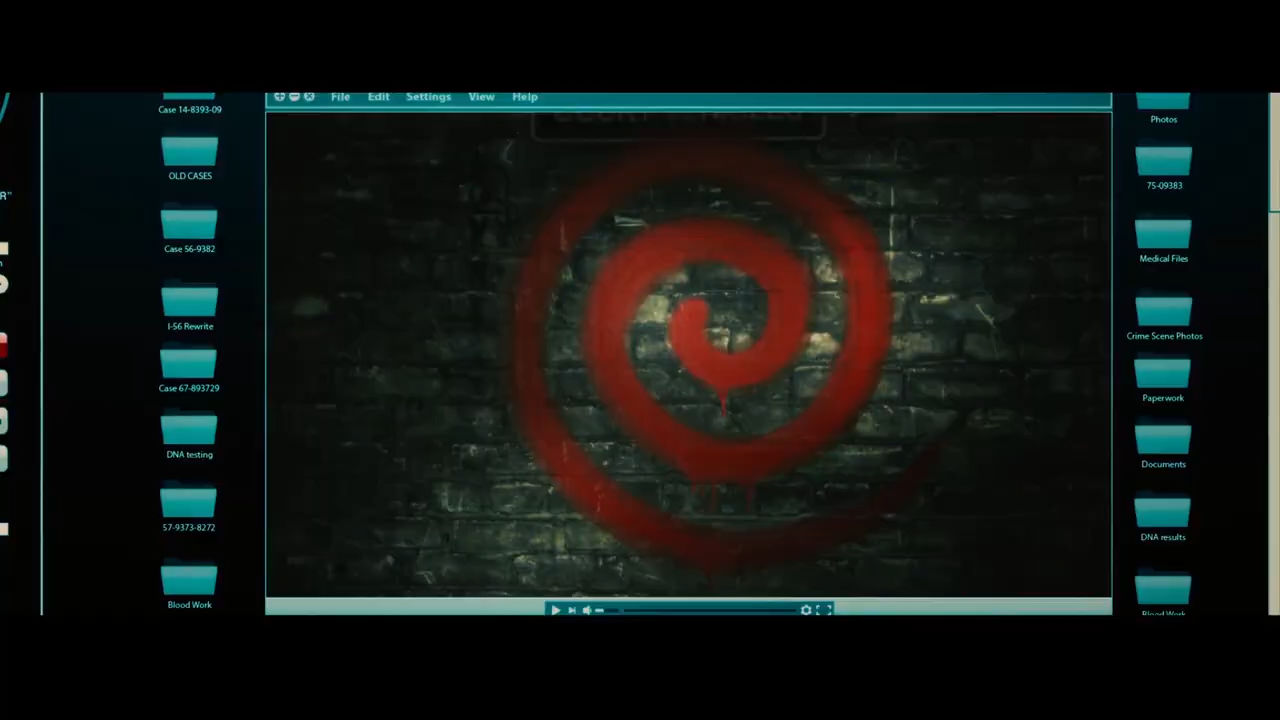 File Edit Settings View Help
R"
Case 14-8393-09
OLD CASES
Case 56-9382
I-56 Rewrite
Case 67-893729
DNA testing
57-9373-8272
Blood Work
Photos
75-09383
Medical Files
Crime Scene Photos
Paperwork
Documents
DNA results
Blood Work